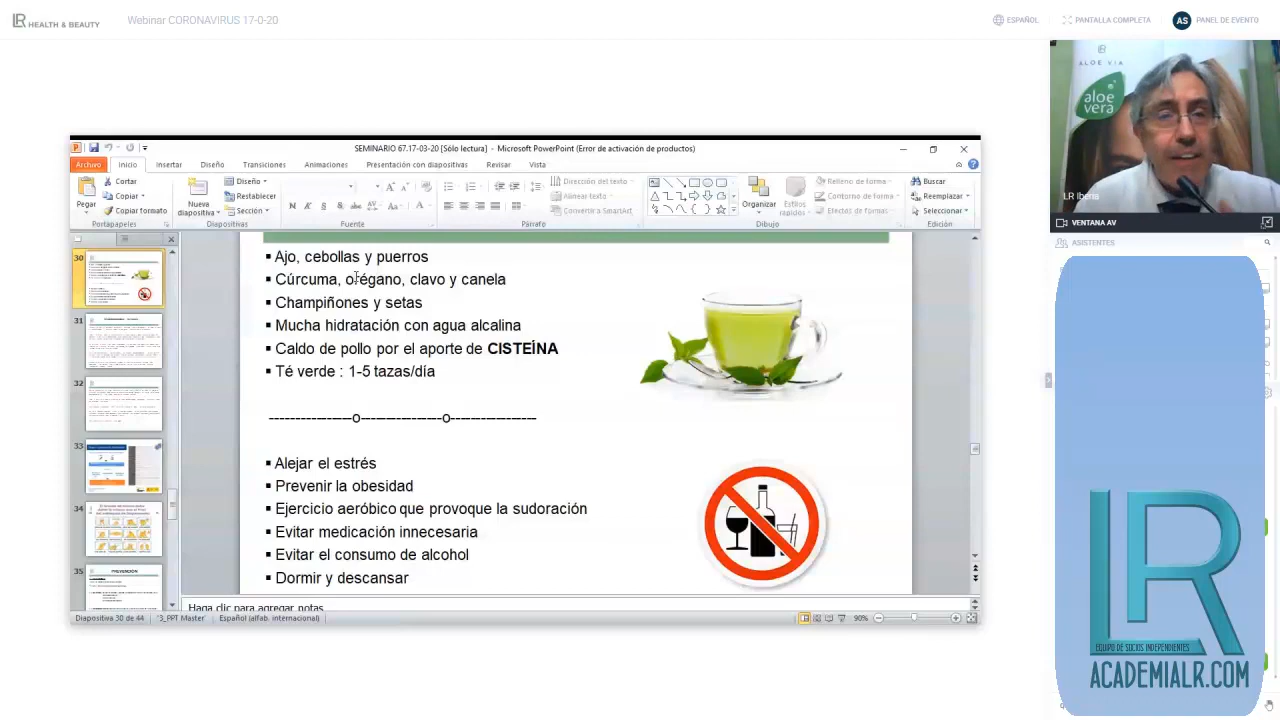 LR HEALTH & BEAUTY
Webinar CORONAVIRUS 17-0-20
ESPAÑOL
PANTALLA COMPLETA
AS
PANEL DE EVENTO
SEMINARIO 67.17-03-20 [Sólo lectura] - Microsoft PowerPoint (Error de activación de productos)
Archivo
Inicio
Insertar
Diseño
Transiciones
Animaciones
Presentación con diapositivas
Revisar
Vista
Pegar
Cortar
Copiar
Copiar formato
Portapapeles
Nueva diapositiva
Diseño
Restablecer
Sección
Diapositivas
Fuente
Dirección del texto
Alinear texto
Convertir a SmartArt
Párrafo
Organizar
Estilos rápidos
Relleno de forma
Contorno de forma
Efectos de formas
Dibujo
Buscar
Reemplazar
Seleccionar
Edición
30
31
32
33
34
35
PREVENCIÓN
▪ Ajo, cebollas y puerros
▪ Cúrcuma, orégano, clavo y canela
▪ Champiñones y setas
▪ Mucha hidratación con agua alcalina
▪ Caldo de pollo por el aporte de CISTEÍNA
▪ Té verde : 1-5 tazas/día
------------------o-------------------o-------------------
▪ Alejar el estrés
▪ Prevenir la obesidad
▪ Ejercicio aeróbico que provoque la sudoración
▪ Evitar medicación innecesaria
▪ Evitar el consumo de alcohol
▪ Dormir y descansar
Haga clic para agregar notas
Diapositiva 30 de 44
"3_PPT Master"
Español (alfab. internacional)
90%
ALOE VIA
aloe vera
LR Iberia
VENTANA AV
ASISTENTES
LR
EQUIPO DE SOCIOS INDEPENDIENTES
ACADEMIALR.COM